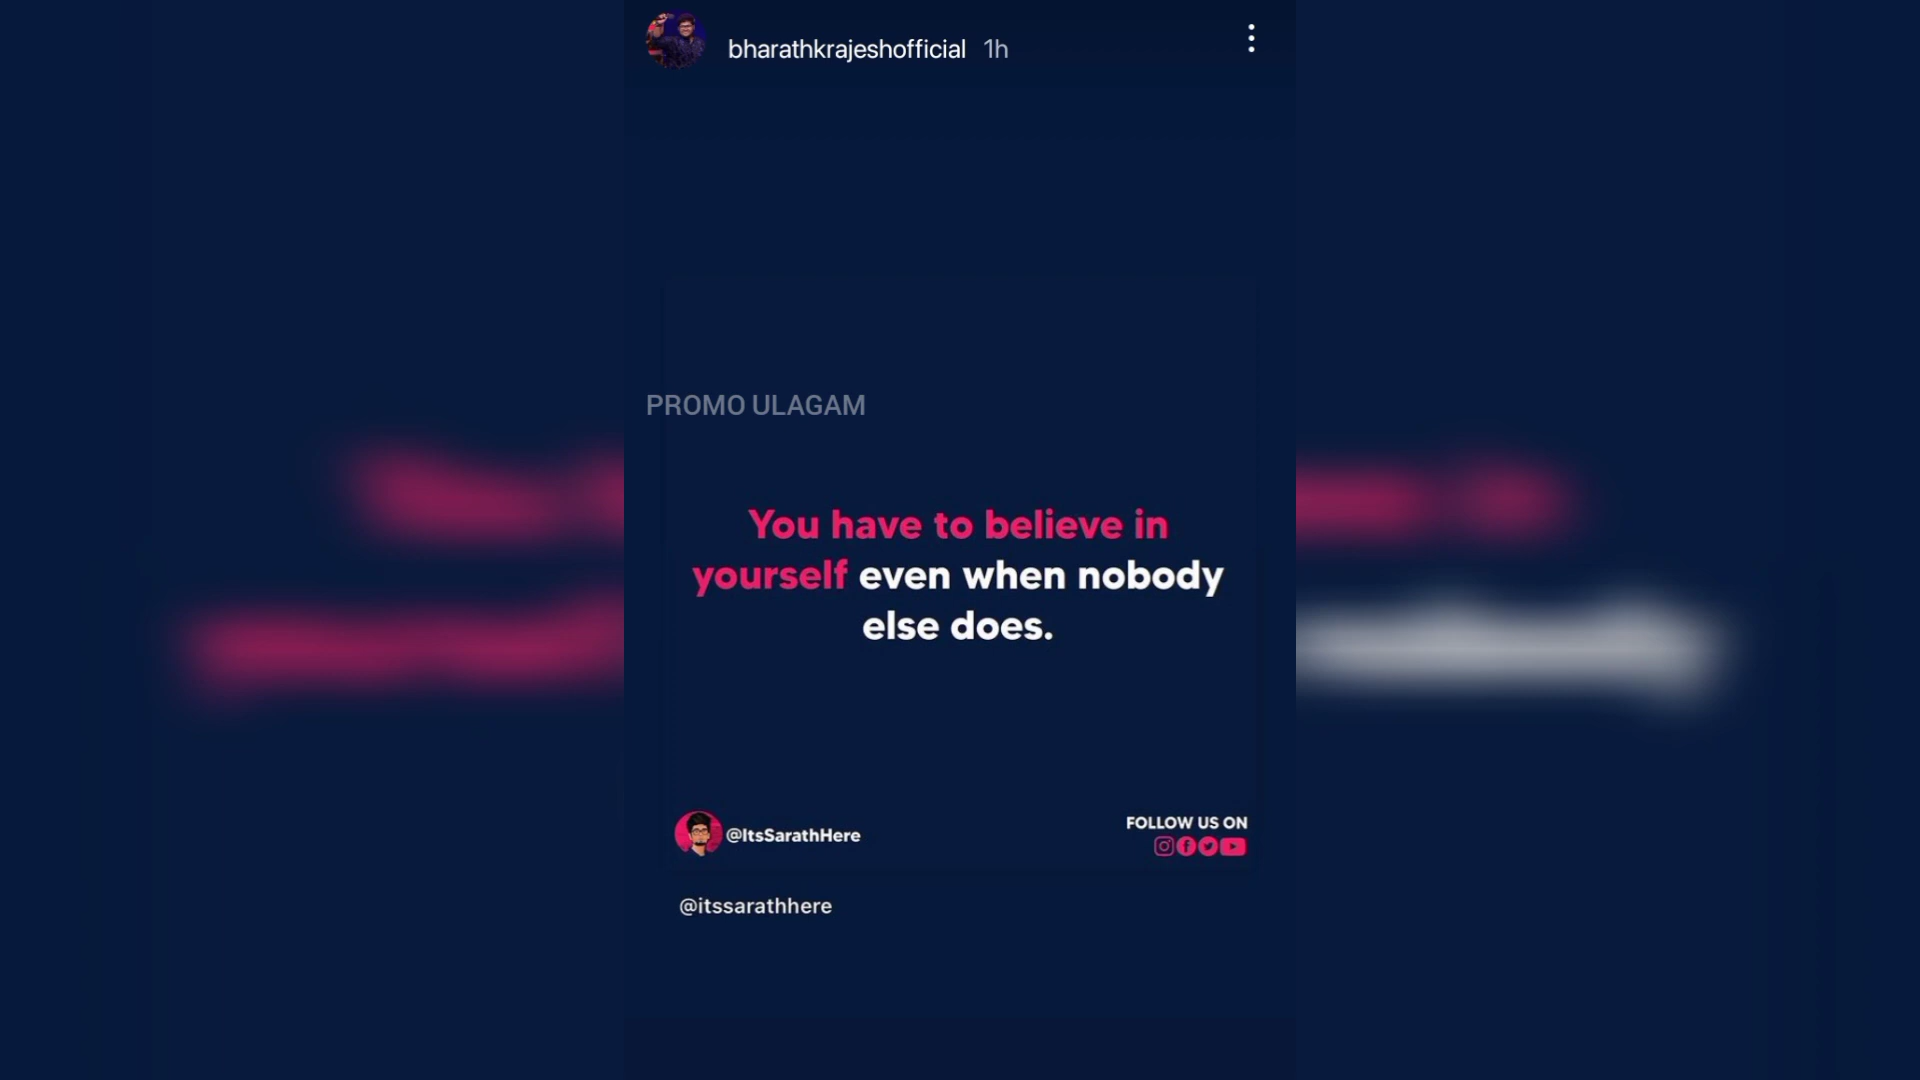 bharathkrajeshofficial 1h
PROMO ULAGAM
You have to believe in
yourself even when nobody
else does.
@ItsSarathHere
FOLLOW US ON
@itssarathhere